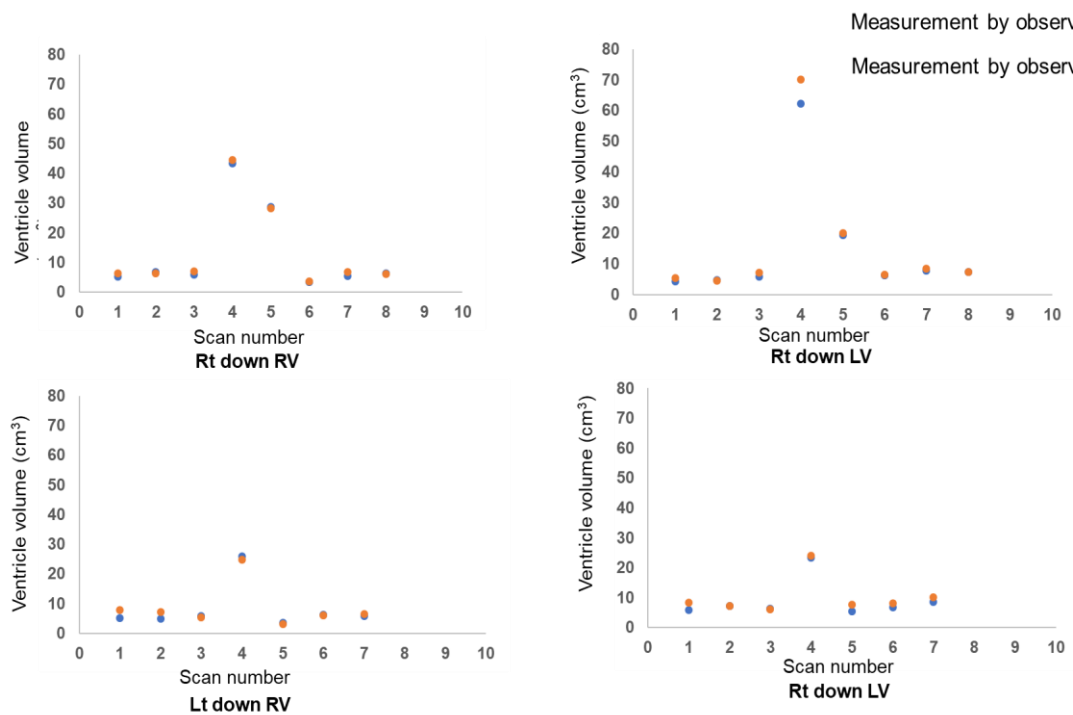 Measurement by observ
Measurement by observ
Ventricle volume
80
70
60
50
40
30
20
10
0
0 1 2 3 4 5 6 7 8 9 10
Scan number
Rt down RV
Ventricle volume (cm³)
80
70
60
50
40
30
20
10
0
0 1 2 3 4 5 6 7 8 9 10
Scan number
Rt down LV
Ventricle volume (cm³)
80
70
60
50
40
30
20
10
0
0 1 2 3 4 5 6 7 8 9 10
Scan number
Lt down RV
Ventricle volume (cm³)
80
70
60
50
40
30
20
10
0
0 1 2 3 4 5 6 7 8 9 10
Scan number
Rt down LV